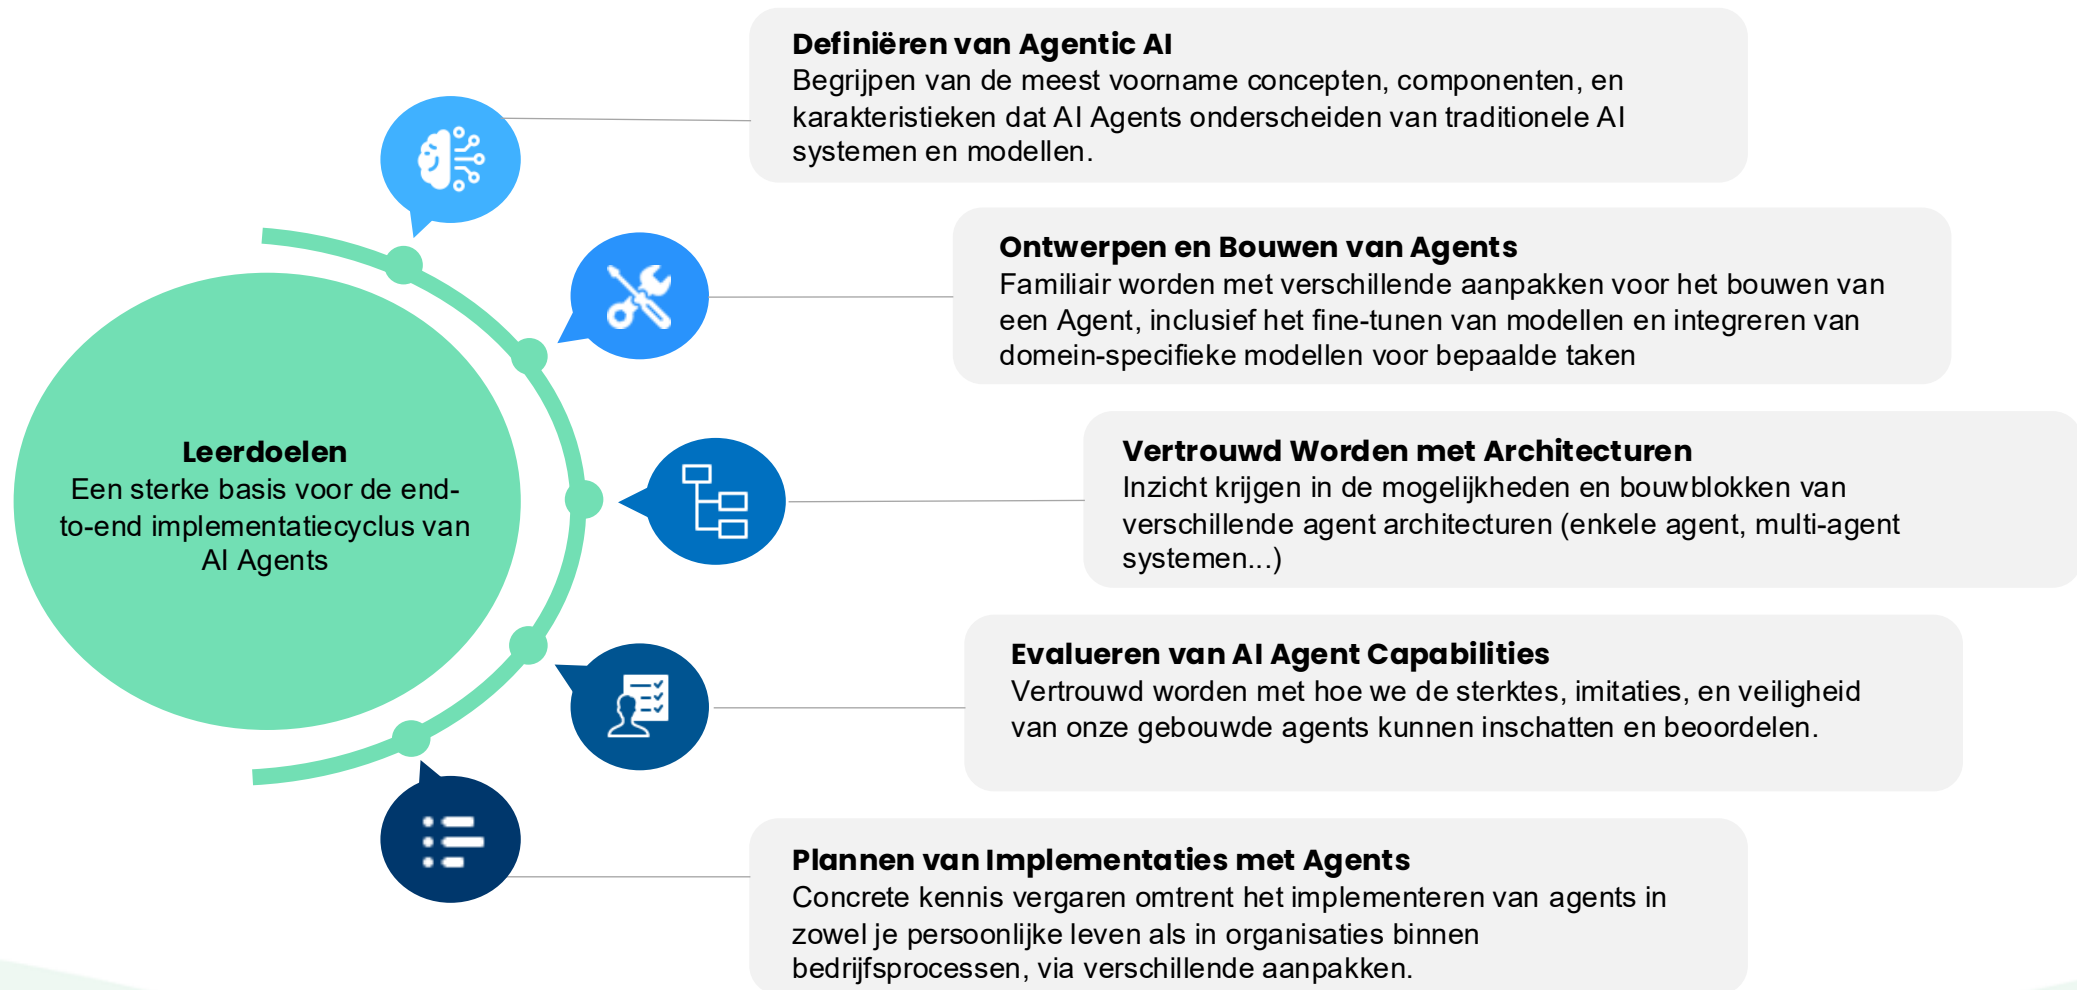 Definiëren van Agentic AI
Begrijpen van de meest voorname concepten, componenten, en
karakteristieken dat AI Agents onderscheiden van traditionele AI
systemen en modellen.
Ontwerpen en Bouwen van Agents
Familiair worden met verschillende aanpakken voor het bouwen van
een Agent, inclusief het fine-tunen van modellen en integreren van
domein-specifieke modellen voor bepaalde taken
Leerdoelen
Een sterke basis voor de end-
to-end implementatiecyclus van
AI Agents
Vertrouwd Worden met Architecturen
Inzicht krijgen in de mogelijkheden en bouwblokken van
verschillende agent architecturen (enkele agent, multi-agent
systemen...)
Evalueren van AI Agent Capabilities
Vertrouwd worden met hoe we de sterktes, imitaties, en veiligheid
van onze gebouwde agents kunnen inschatten en beoordelen.
Plannen van Implementaties met Agents
Concrete kennis vergaren omtrent het implementeren van agents in
zowel je persoonlijke leven als in organisaties binnen
bedrijfsprocessen, via verschillende aanpakken.